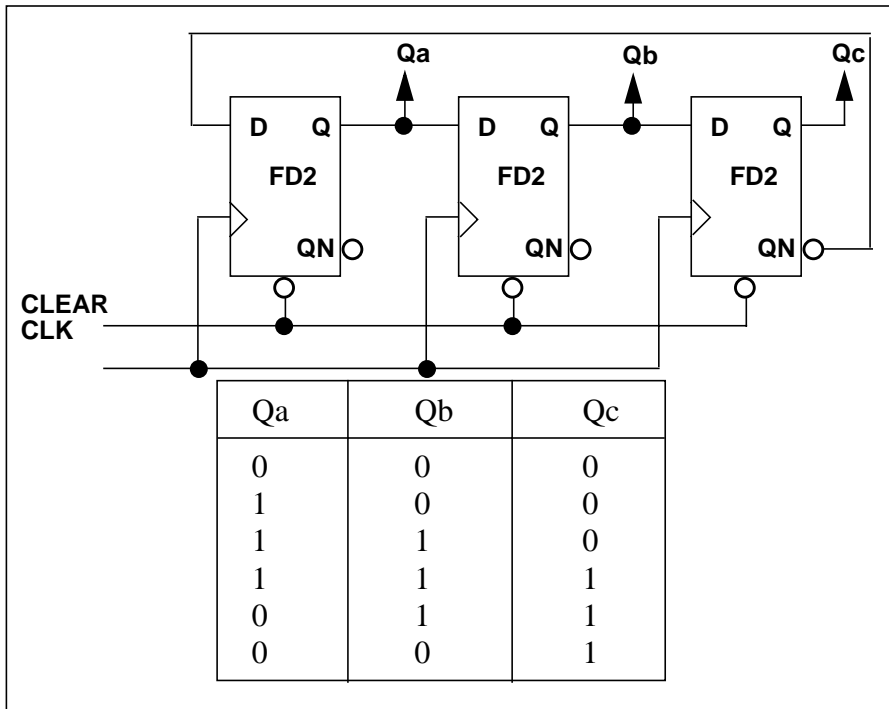 Qa Qb Qc
D Q D Q D Q
FD2 FD2 FD2
QN QN QN
CLEAR
CLK
Qa Qb Qc
0 0 0
1 0 0
1 1 0
1 1 1
0 1 1
0 0 1